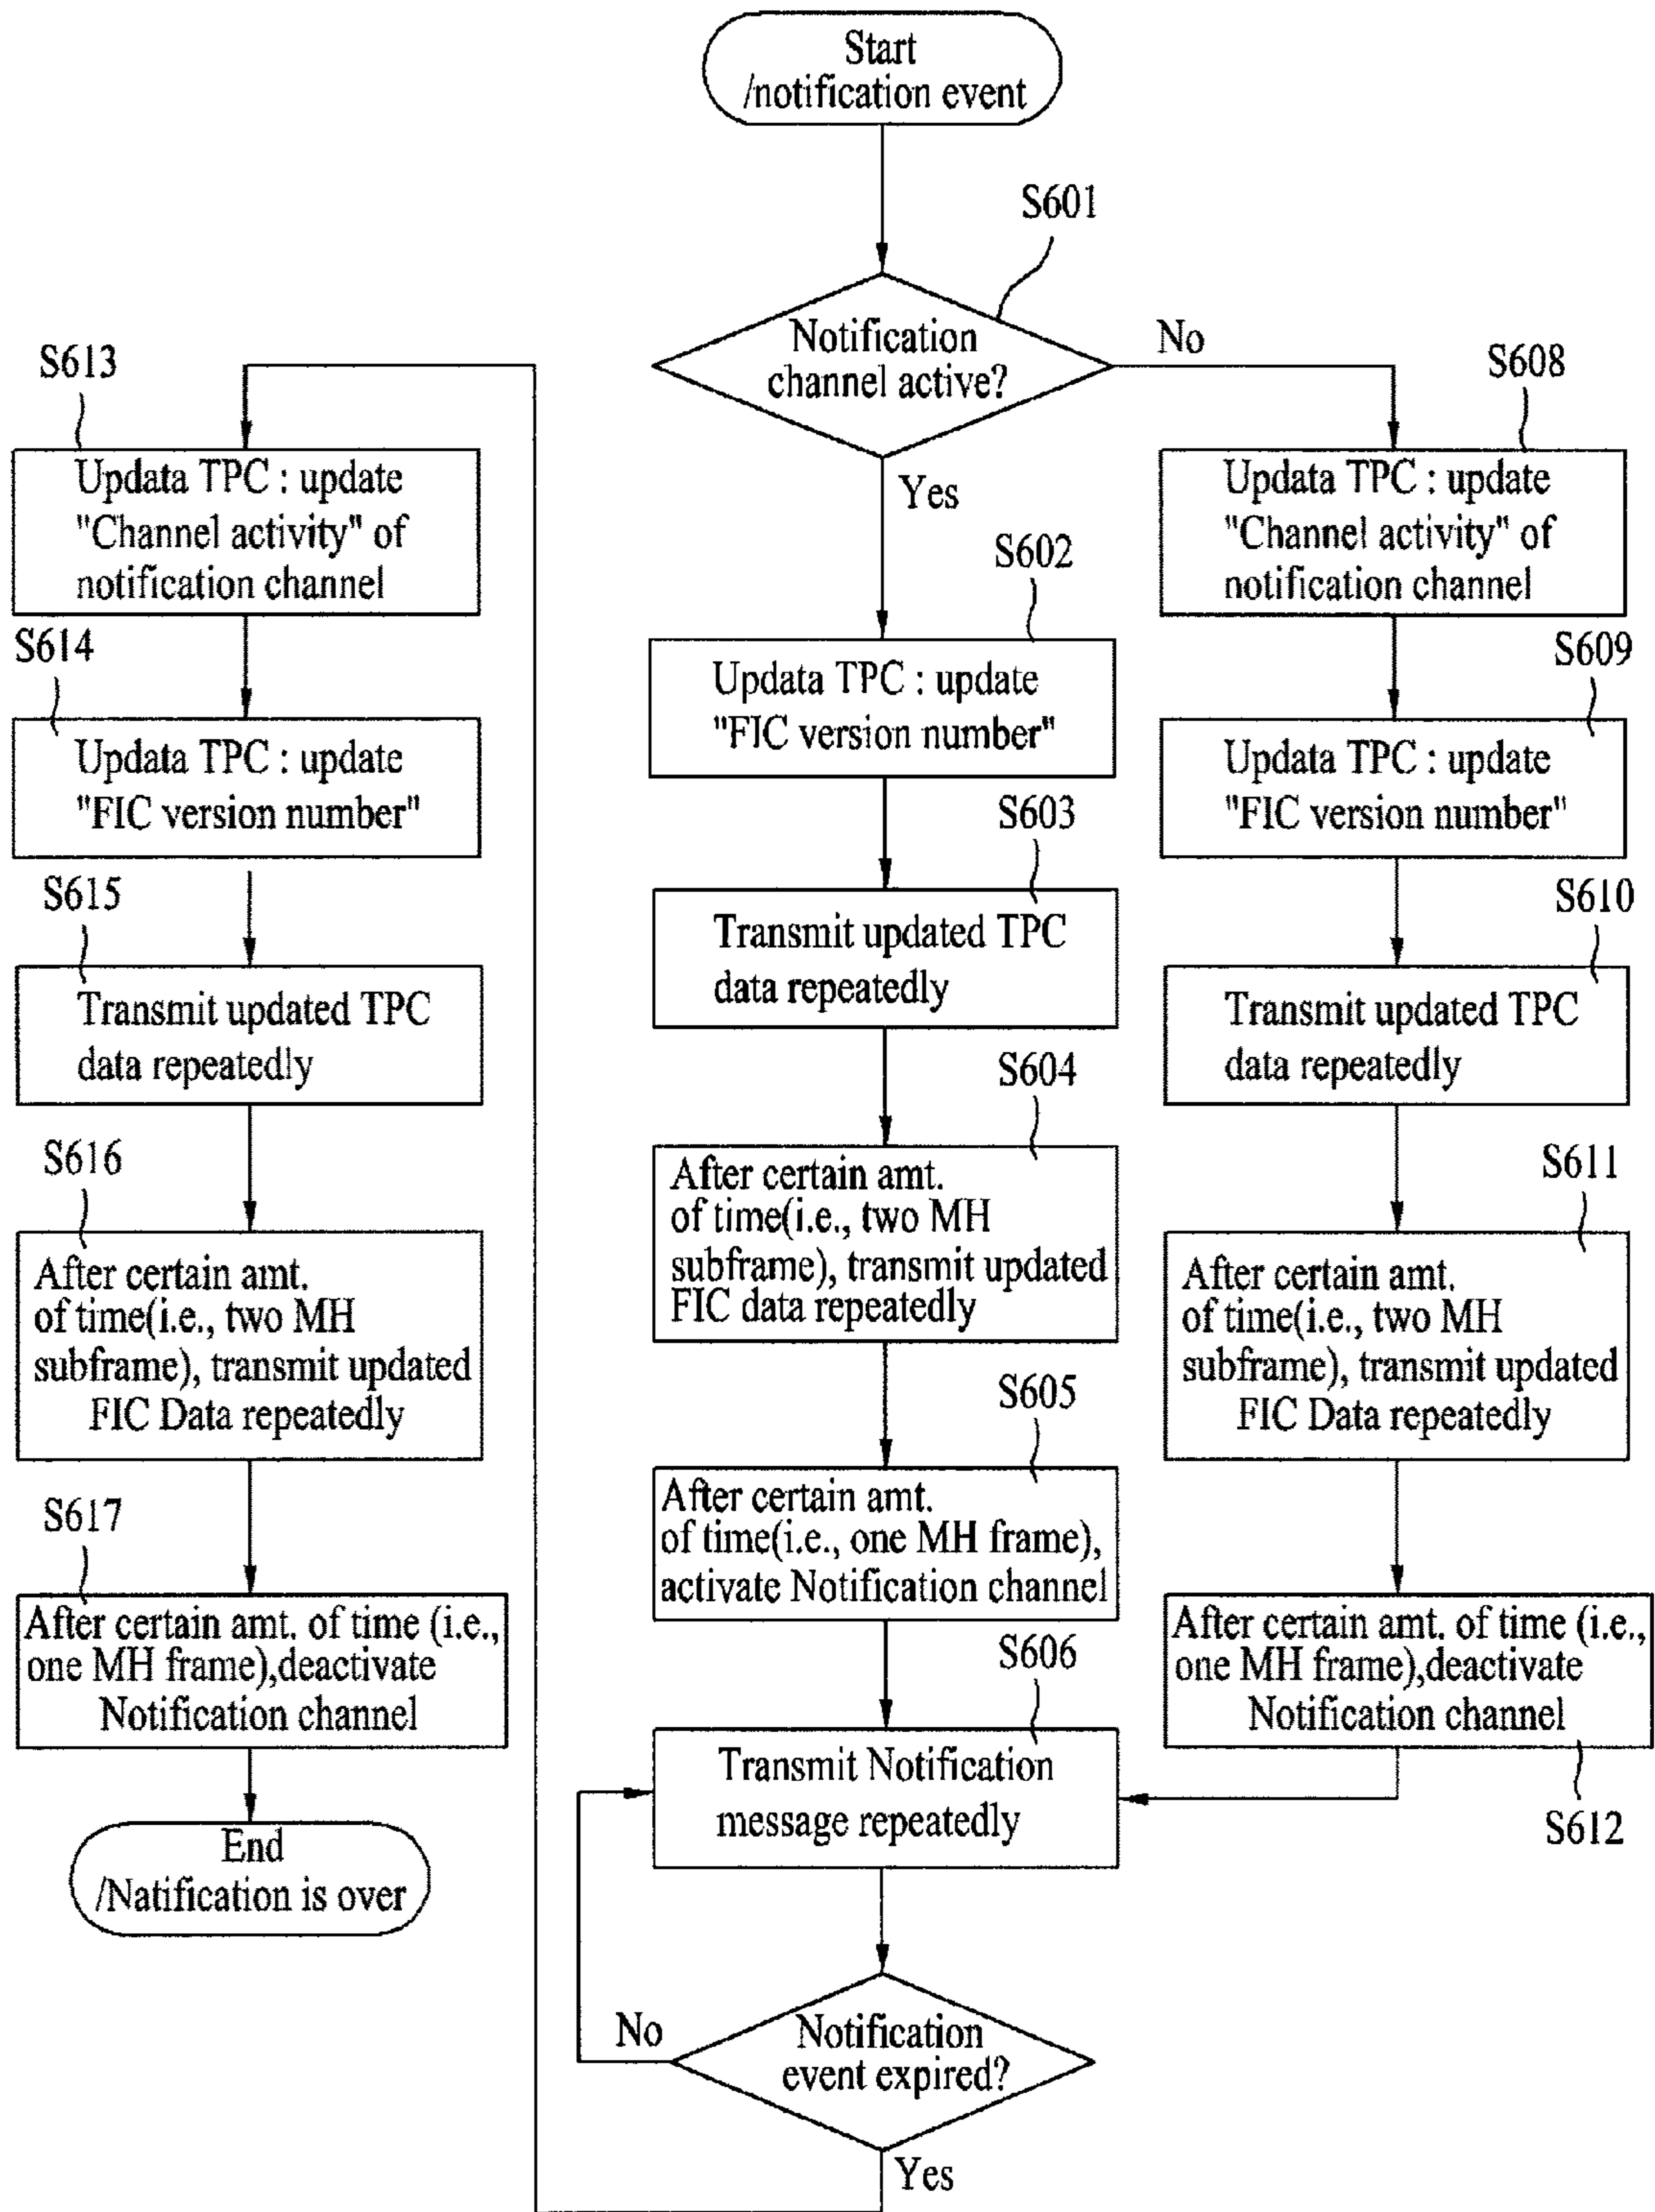 Start
/notification event
S601
Notification
channel active?
No
Yes
S613
Updata TPC : update
"Channel activity" of
notification channel
S614
Updata TPC : update
"FIC version number"
S615
Transmit updated TPC
data repeatedly
S616
After certain amt.
of time(i.e., two MH
subframe), transmit updated
FIC Data repeatedly
S617
After certain amt. of time (i.e.,
one MH frame),deactivate
Notification channel
End
/Natification is over
S602
Updata TPC : update
"FIC version number"
S603
Transmit updated TPC
data repeatedly
S604
After certain amt.
of time(i.e., two MH
subframe), transmit updated
FIC data repeatedly
S605
After certain amt.
of time(i.e., one MH frame),
activate Notification channel
S606
Transmit Notification
message repeatedly
Notification
event expired?
No
Yes
S608
Updata TPC : update
"Channel activity" of
notification channel
S609
Updata TPC : update
"FIC version number"
S610
Transmit updated TPC
data repeatedly
S611
After certain amt.
of time(i.e., two MH
subframe), transmit updated
FIC Data repeatedly
After certain amt. of time (i.e.,
one MH frame),deactivate
Notification channel
S612